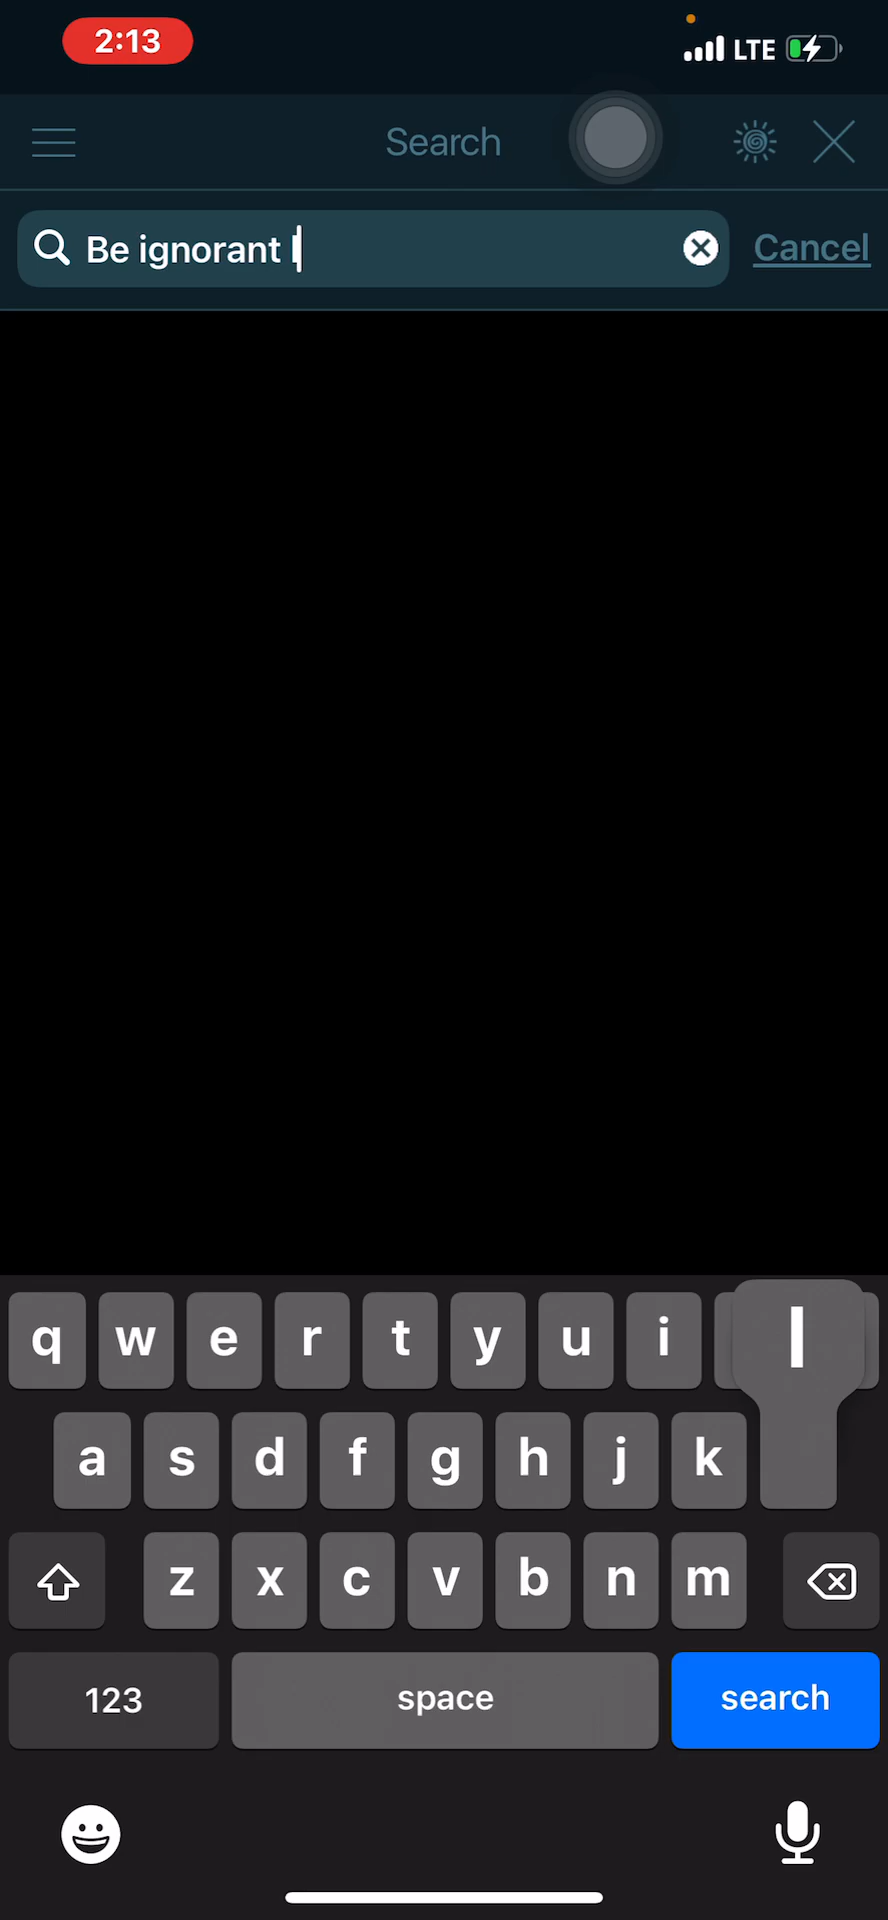 2:13
LTE
Search
Be ignorant l
Cancel
q w e r t y u i l
a s d f g h j k
z x c v b n m
123 space search